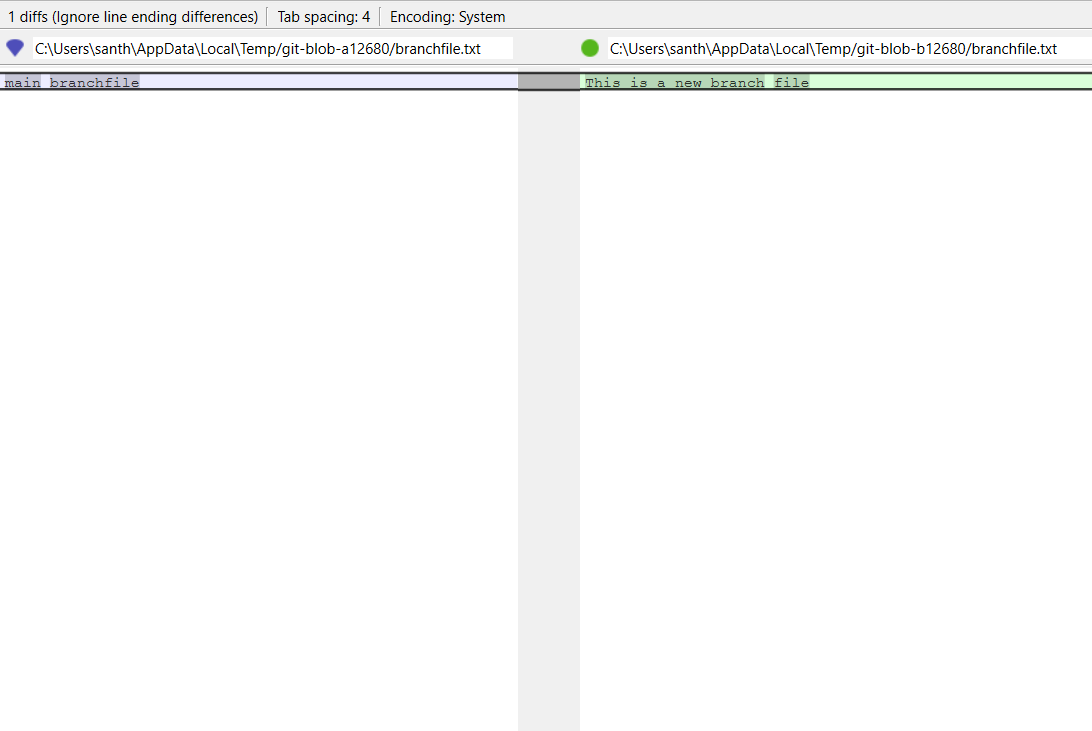 1 diffs (Ignore line ending differences) Tab spacing: 4 Encoding: System
C:\Users\santh\AppData\Local\Temp/git-blob-a12680/branchfile.txt
C:\Users\santh\AppData\Local\Temp/git-blob-b12680/branchfile.txt
main branchfile
This is a new branch file